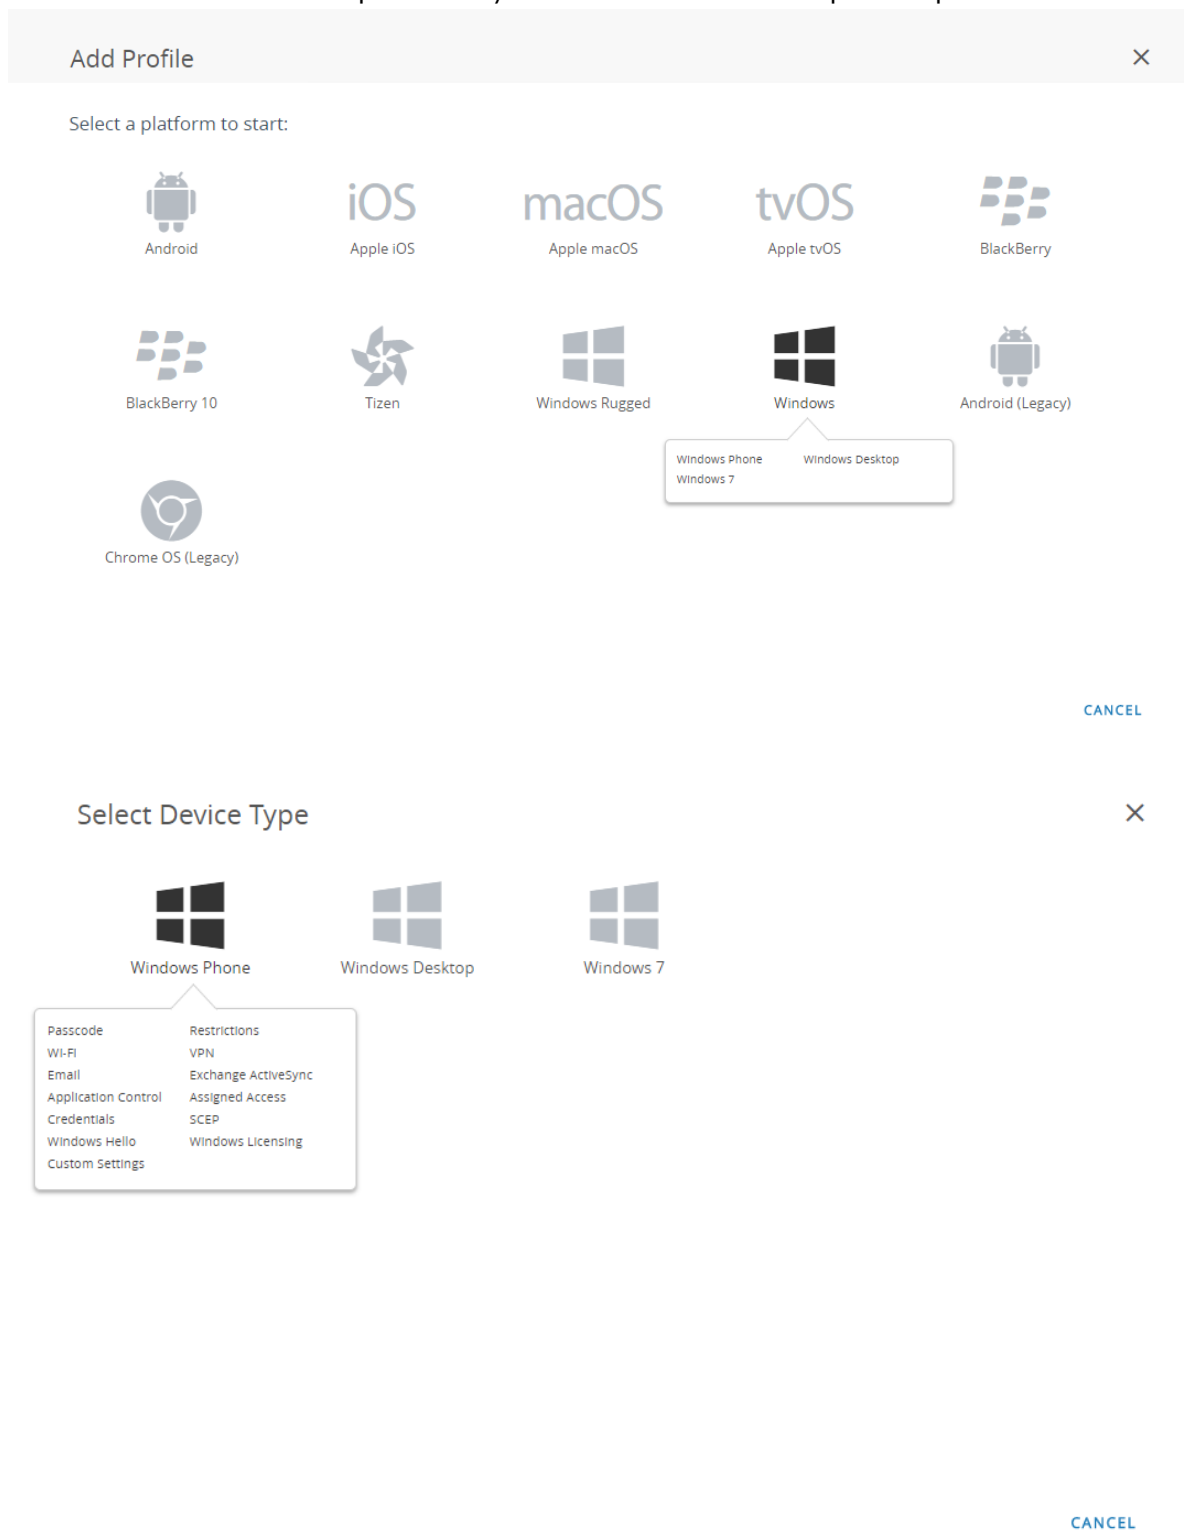 Add Profile
Select a platform to start:
iOS macOS tvOS
Android Apple iOS Apple macOS Apple tvOS BlackBerry
BlackBerry 10 Tizen Windows Rugged Windows Android (Legacy)
Windows Phone Windows Desktop
Windows 7
Chrome OS (Legacy)
CANCEL
Select Device Type
Windows Phone Windows Desktop Windows 7
Passcode Restrictions
Wi-Fi VPN
Email Exchange ActiveSync
Application Control Assigned Access
Credentials SCEP
Windows Hello Windows Licensing
Custom Settings
CANCEL